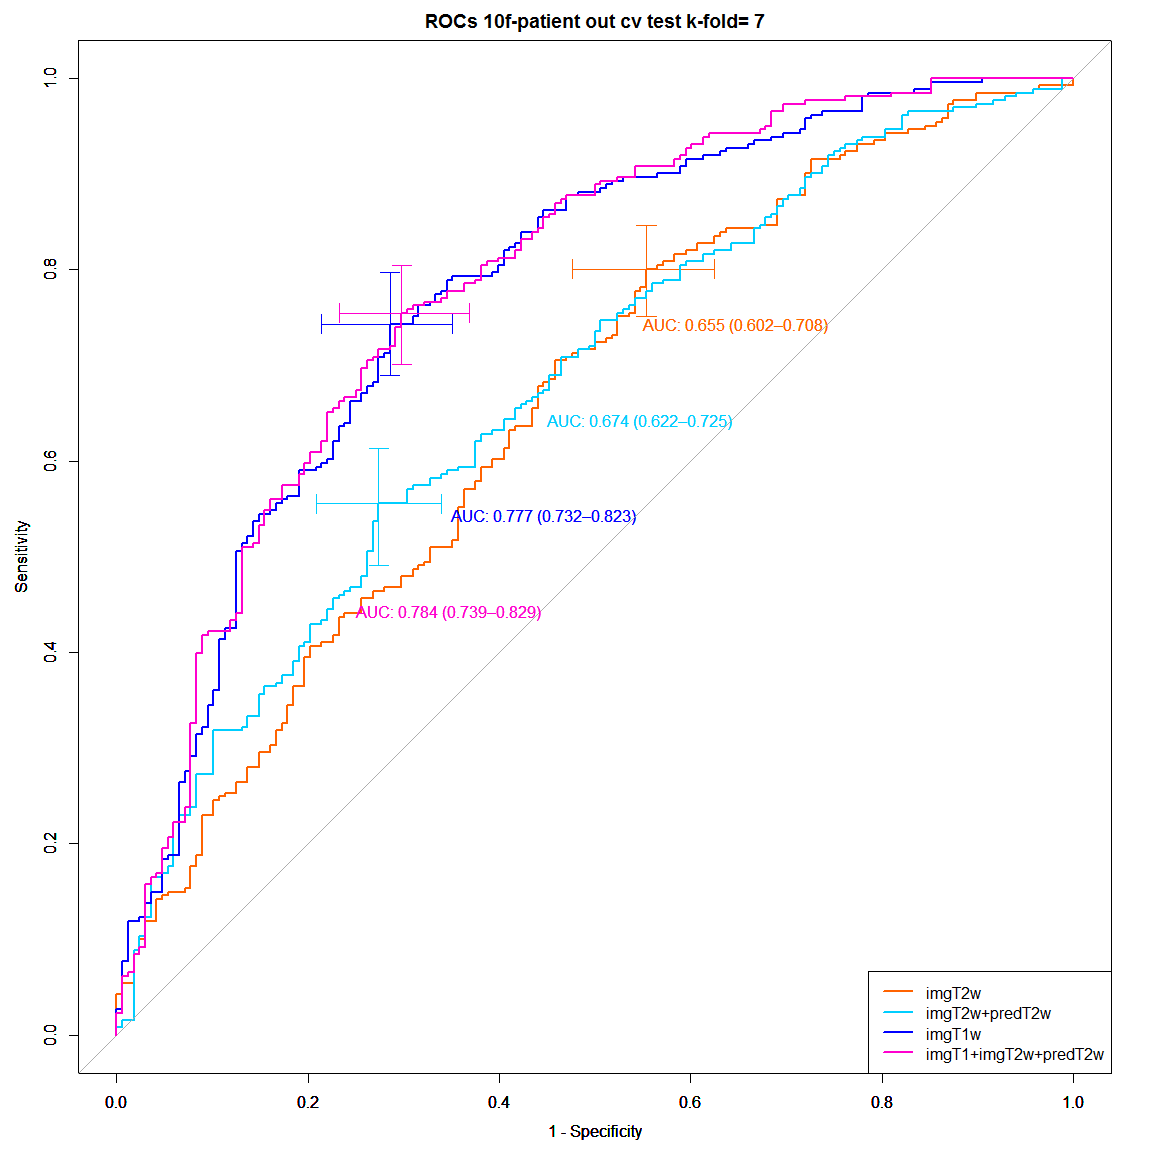 ROCs 10f-patient out cv test k-fold= 7
1.0
0.8
0.6
0.4
0.2
0.0
Sensitivity
AUC: 0.655 (0.602–0.708)
AUC: 0.674 (0.622–0.725)
AUC: 0.777 (0.732–0.823)
AUC: 0.784 (0.739–0.829)
imgT2w
imgT2w+predT2w
imgT1w
imgT1+imgT2w+predT2w
0.0 0.2 0.4 0.6 0.8 1.0
1 - Specificity